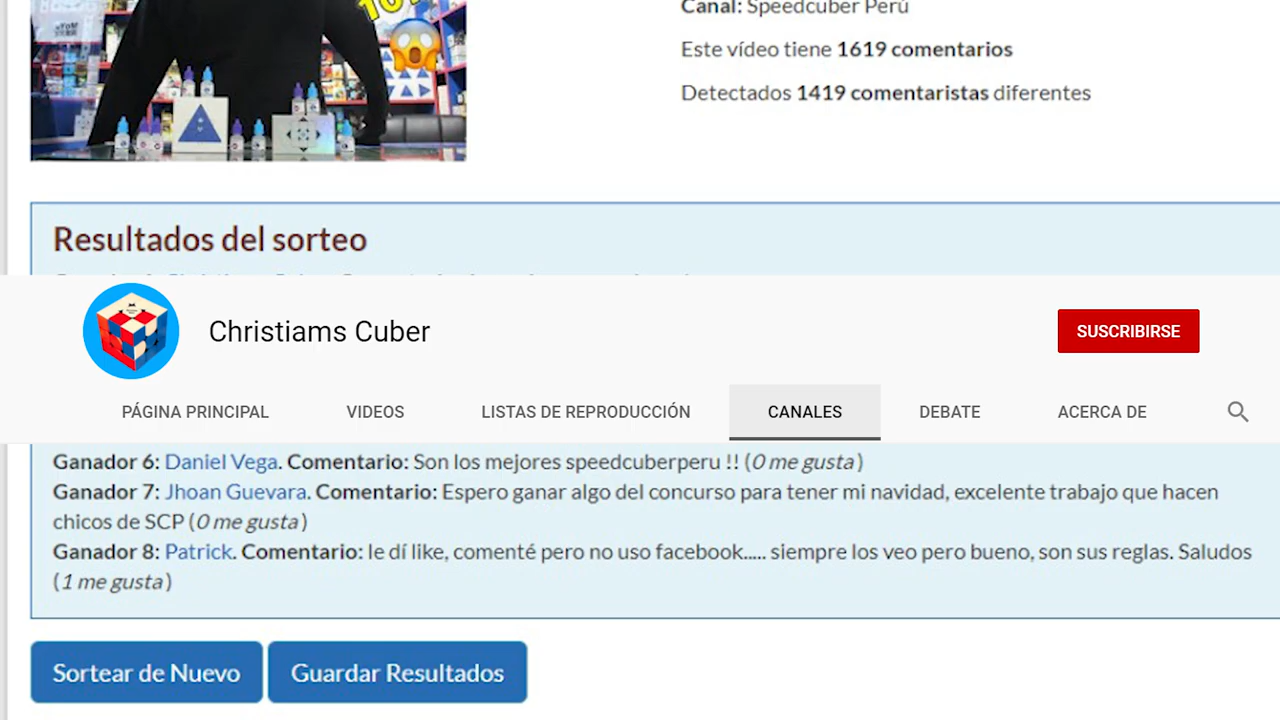 Canal: Speedcuber Perú
Este vídeo tiene 1619 comentarios
Detectados 1419 comentaristas diferentes
Resultados del sorteo
Christiams Cuber
SUSCRIBIRSE
PÁGINA PRINCIPAL VIDEOS LISTAS DE REPRODUCCIÓN CANALES DEBATE ACERCA DE
Ganador 6: Daniel Vega. Comentario: Son los mejores speedcuberperu !! (0 me gusta)
Ganador 7: Jhoan Guevara. Comentario: Espero ganar algo del concurso para tener mi navidad, excelente trabajo que hacen
chicos de SCP (0 me gusta)
Ganador 8: Patrick. Comentario: le dí like, comenté pero no uso facebook..... siempre los veo pero bueno, son sus reglas. Saludos
(1 me gusta)
Sortear de Nuevo Guardar Resultados